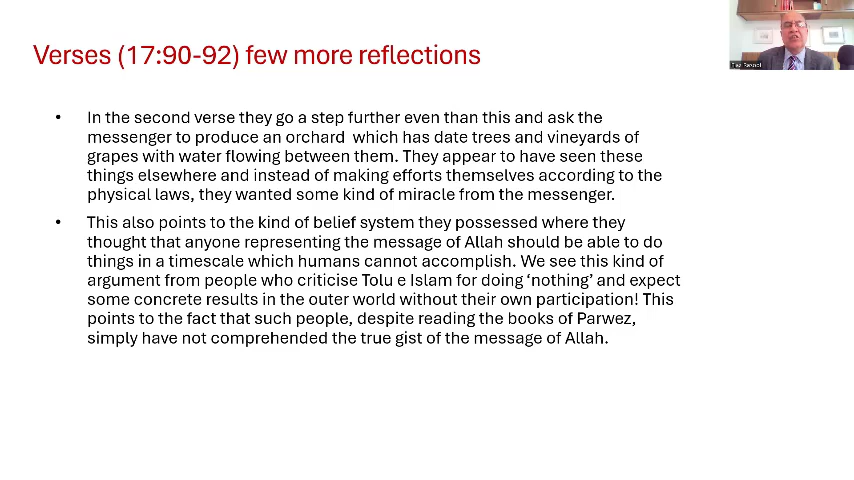 Verses (17:90-92) few more reflections
• In the second verse they go a step further even than this and ask the
messenger to produce an orchard which has date trees and vineyards of
grapes with water flowing between them. They appear to have seen these
things elsewhere and instead of making efforts themselves according to the
physical laws, they wanted some kind of miracle from the messenger.
• This also points to the kind of belief system they possessed where they
thought that anyone representing the message of Allah should be able to do
things in a timescale which humans cannot accomplish. We see this kind of
argument from people who criticise Tolu e Islam for doing ‘nothing’ and expect
some concrete results in the outer world without their own participation! This
points to the fact that such people, despite reading the books of Parwez,
simply have not comprehended the true gist of the message of Allah.